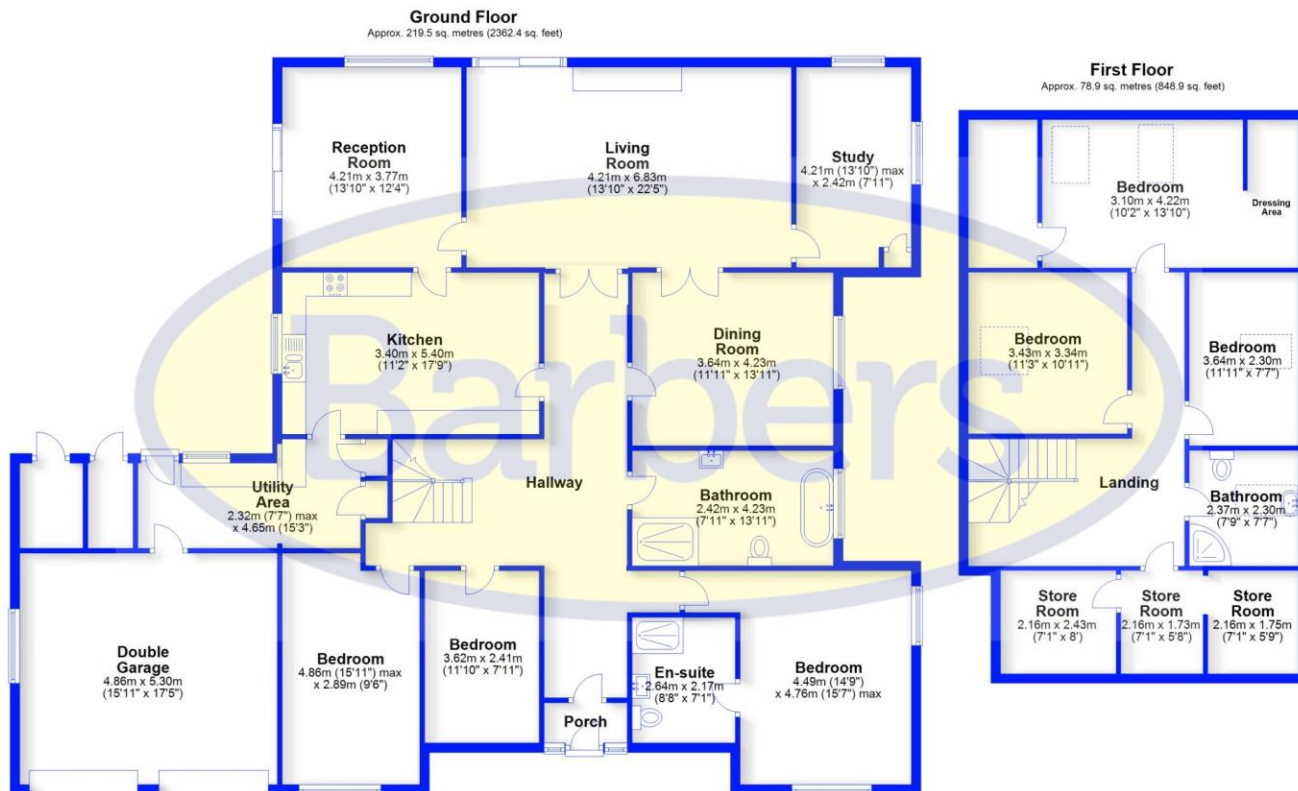 Ground Floor
Approx. 219.5 sq. metres (2362.4 sq. feet)
Reception
Room
4.21m x 3.77m
(13'10" x 12'4")
Living
Room
4.21m x 6.83m
(13'10" x 22'5")
Study
4.21m (13'10") max
x 2.42m (7'11")
Kitchen
3.40m x 5.40m
(11'2" x 17'9")
Dining
Room
3.64m x 4.23m
(11'11" x 13'11")
Barbers
Utility
Area
2.32m (7'7") max
x 4.65m (15'3")
Hallway
Bathroom
2.42m x 4.23m
(7'11" x 13'11")
Double
Garage
4.86m x 5.30m
(15'11" x 17'5")
Bedroom
4.86m (15'11") max
x 2.89m (9'6")
Bedroom
3.62m x 2.41m
(11'10" x 7'11")
Porch
En-suite
2.64m x 2.17m
(8'8" x 7'1")
Bedroom
4.49m (14'9")
x 4.76m (15'7") max
First Floor
Approx. 78.9 sq. metres (848.9 sq. feet)
Bedroom
3.10m x 4.22m
(10'2" x 13'10")
Dressing
Area
Bedroom
3.43m x 3.34m
(11'3" x 10'11")
Bedroom
3.64m x 2.30m
(11'11" x 7'7")
Landing
Bathroom
2.37m x 2.30m
(7'9" x 7'7")
Store
Room
2.16m x 2.43m
(7'1" x 8')
Store
Room
2.16m x 1.73m
(7'1" x 5'8")
Store
Room
2.16m x 1.75m
(7'1" x 5'9")